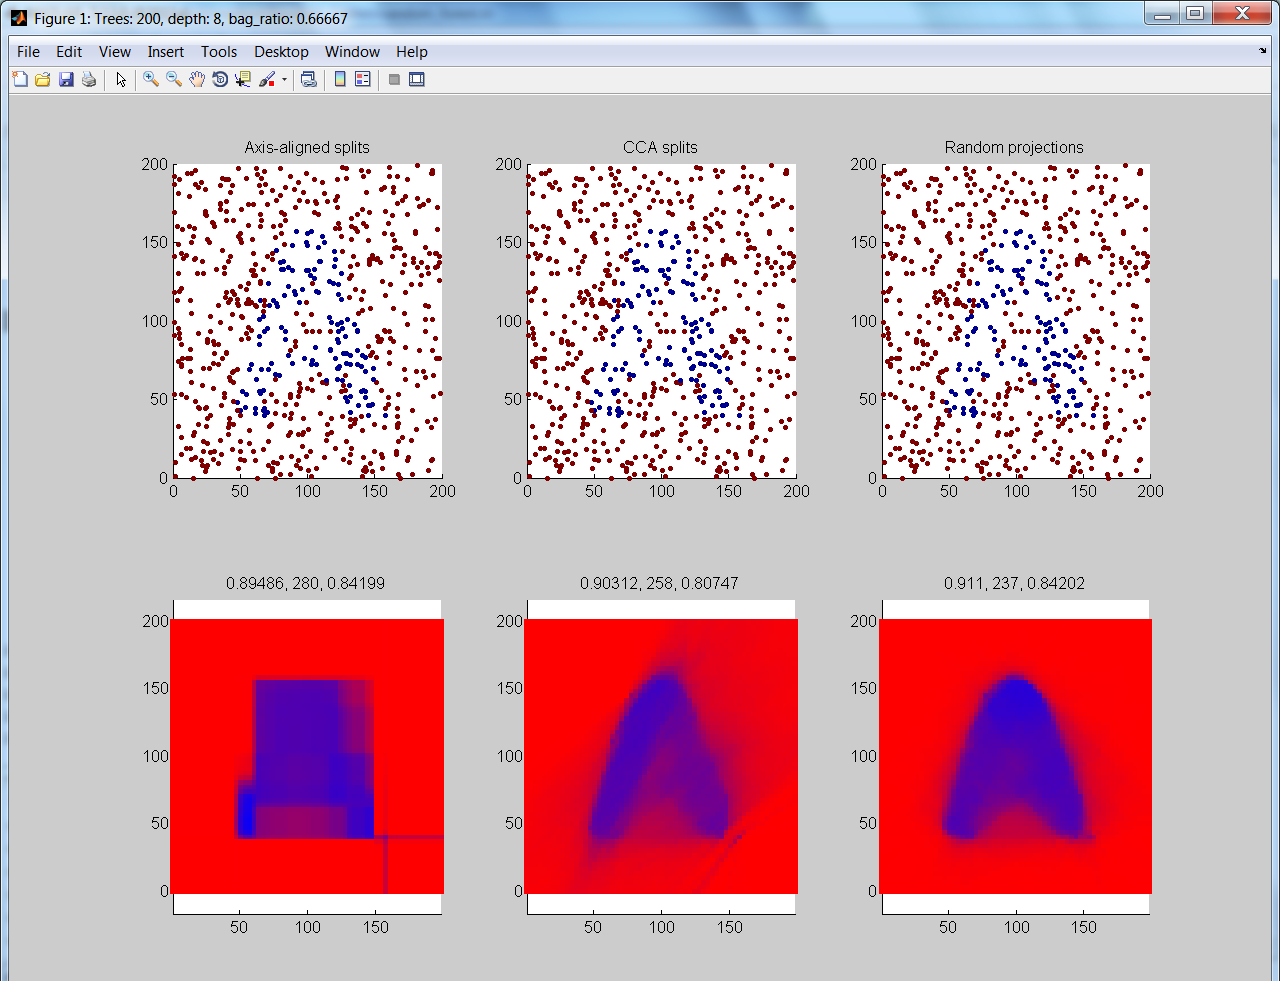 Figure 1: Trees: 200, depth: 8, bag_ratio: 0.66667
File Edit View Insert Tools Desktop Window Help
Axis-aligned splits CCA splits Random projections
200 200 200
150 150 150
100 100 100
50 50 50
0 0 0
0 50 100 150 200 0 50 100 150 200 0 50 100 150 200
0.89486, 280, 0.84199 0.90312, 258, 0.80747 0.911, 237, 0.84202
200 200 200
150 150 150
100 100 100
50 50 50
0 0 0
50 100 150 50 100 150 50 100 150